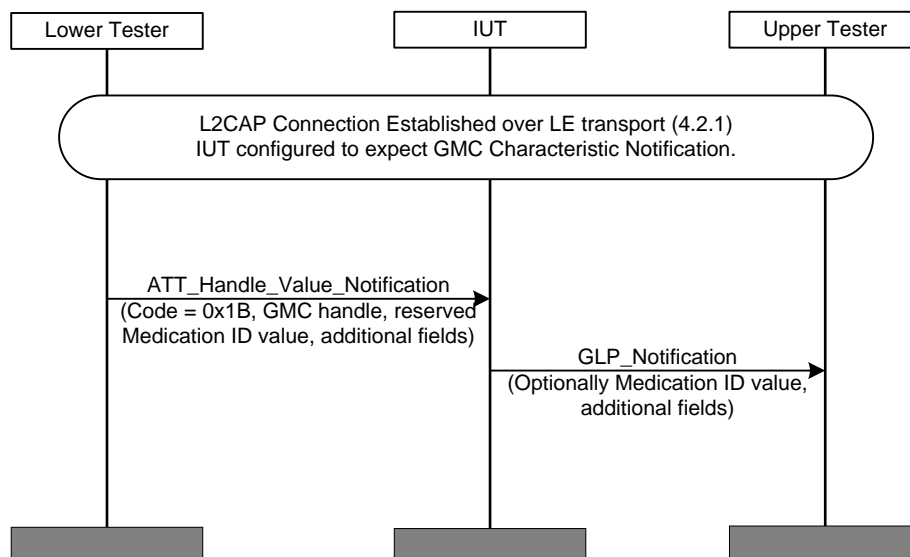 Lower Tester
IUT
Upper Tester
L2CAP Connection Established over LE transport (4.2.1)
IUT configured to expect GMC Characteristic Notification.
ATT_Handle_Value_Notification
(Code = 0x1B, GMC handle, reserved
Medication ID value, additional fields)
GLP_Notification
(Optionally Medication ID value,
additional fields)